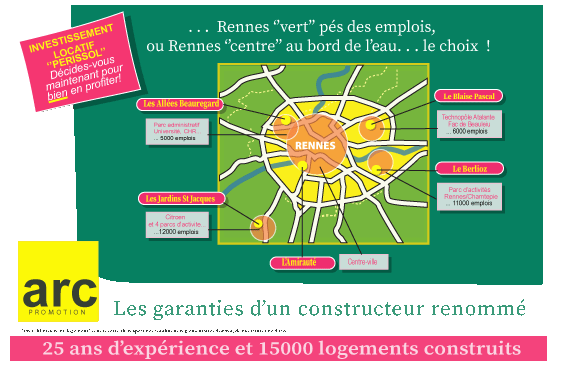 INVESTISSEMENT
LOCATIF
"PERISSOL"
Décidez-vous
maintenant pour
bien en profiter!
. . . Rennes "vert" pés des emplois,
ou Rennes "centre" au bord de l'eau. . . le choix !
Les Allées Beauregard
Parc administratif
Université CHR
... 5000 emplois
Le Blaise Pascal
Technopôle Atalante
Fac de Beaulieu
... 6000 emplois
RENNES
Le Berlioz
Parc d'activités
Rennes/Chantepie
... 11000 emplois
Les Jardins St Jacques
Citroen
et 4 parcs d'activité
...12000 emplois
L'Amirauté
Centre-ville
arc
PROMOTION
Les garanties d'un constructeur renommé
25 ans d'expérience et 15000 logements construits